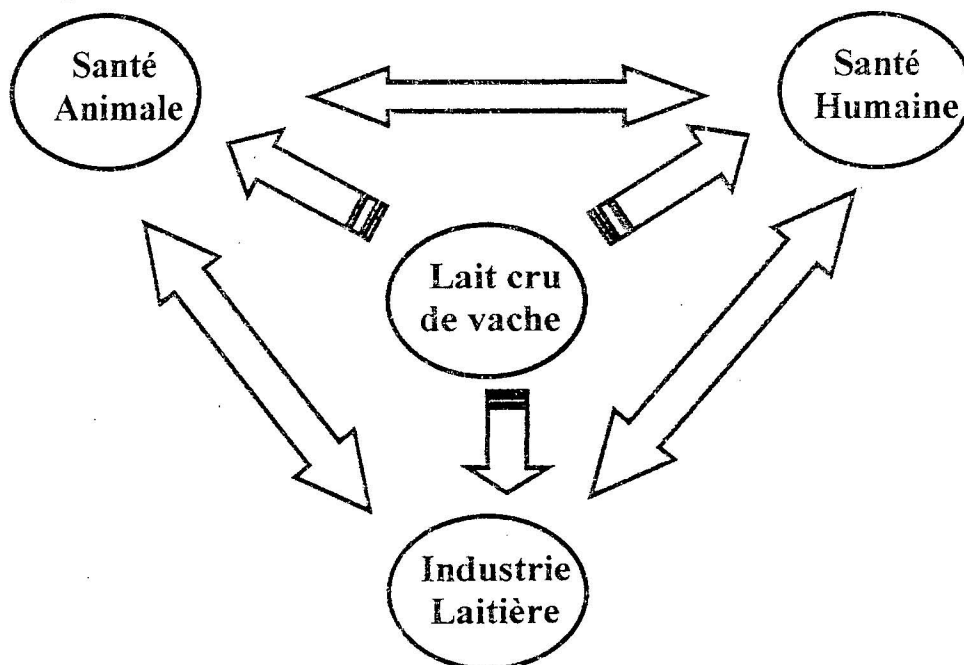 Santé
Animale
Santé
Humaine
Lait cru
de vache
Industrie
Laitière